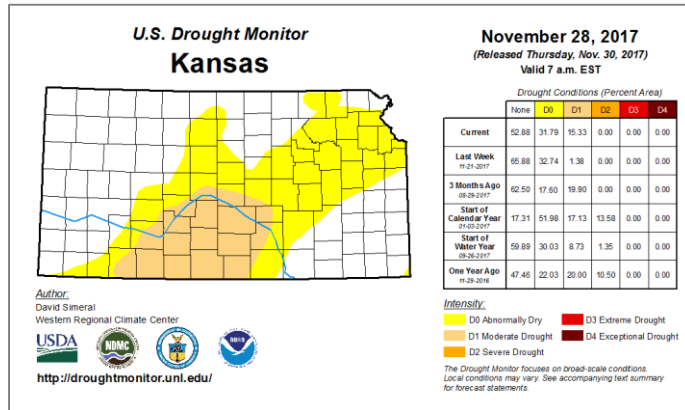 U.S. Drought Monitor
Kansas
November 28, 2017
(Released Thursday, Nov. 30, 2017)
Valid 7 a.m. EST
Drought Conditions (Percent Area)
None D0 D1 D2 D3 D4
Current 52.88 31.79 15.33 0.00 0.00 0.00
Last Week 65.88 32.74 1.38 0.00 0.00 0.00
11-21-2017
3 Months Ago 62.50 17.60 19.90 0.00 0.00 0.00
08-29-2017
Start of
Calendar Year 17.31 51.98 17.13 13.58 0.00 0.00
01-03-2017
Start of
Water Year 59.89 30.03 8.73 1.35 0.00 0.00
09-26-2017
One Year Ago 47.46 22.03 20.00 10.50 0.00 0.00
11-29-2016
Intensity:
D0 Abnormally Dry D3 Extreme Drought
D1 Moderate Drought D4 Exceptional Drought
D2 Severe Drought
The Drought Monitor focuses on broad-scale conditions.
Local conditions may vary. See accompanying text summary
for forecast statements.
Author:
David Simeral
Western Regional Climate Center
USDA NDMC NOAA
http://droughtmonitor.unl.edu/